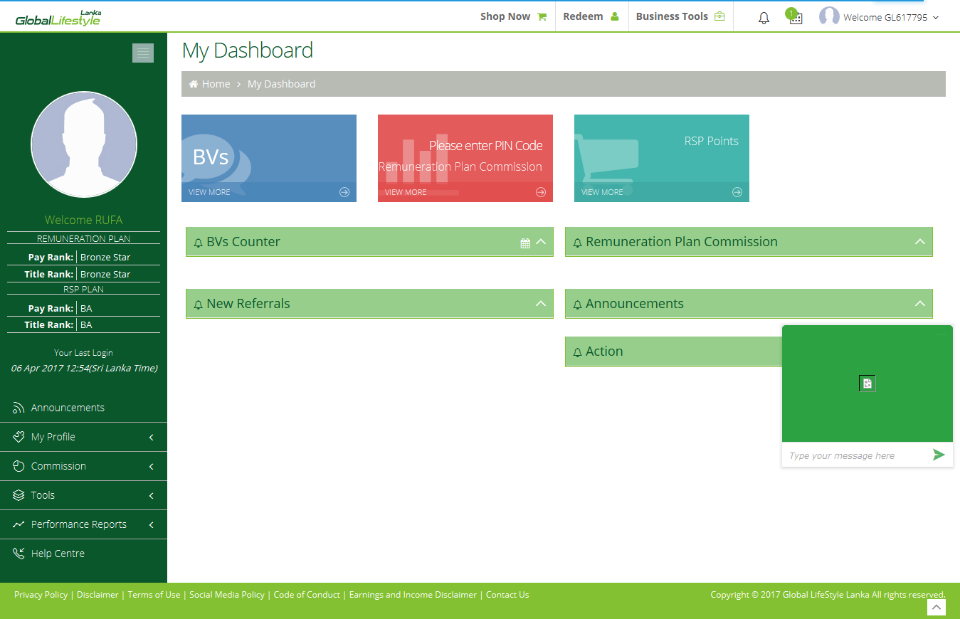 Lanka
GlobalLifestyle
Shop Now
Redeem
Business Tools
1
Welcome GL617795
My Dashboard
Home > My Dashboard
BVs
VIEW MORE
Please enter PIN Code
Remuneration Plan Commission
VIEW MORE
RSP Points
VIEW MORE
Welcome RUFA
REMUNERATION PLAN
Pay Rank: Bronze Star
Title Rank: Bronze Star
RSP PLAN
Pay Rank: BA
Title Rank: BA
Your Last Login
06 Apr 2017 12:54(Sri Lanka Time)
Announcements
My Profile
Commission
Tools
Performance Reports
Help Centre
BVs Counter
Remuneration Plan Commission
New Referrals
Announcements
Action
Type your message here
Privacy Policy | Disclaimer | Terms of Use | Social Media Policy | Code of Conduct | Earnings and Income Disclaimer | Contact Us
Copyright © 2017 Global LifeStyle Lanka All rights reserved.